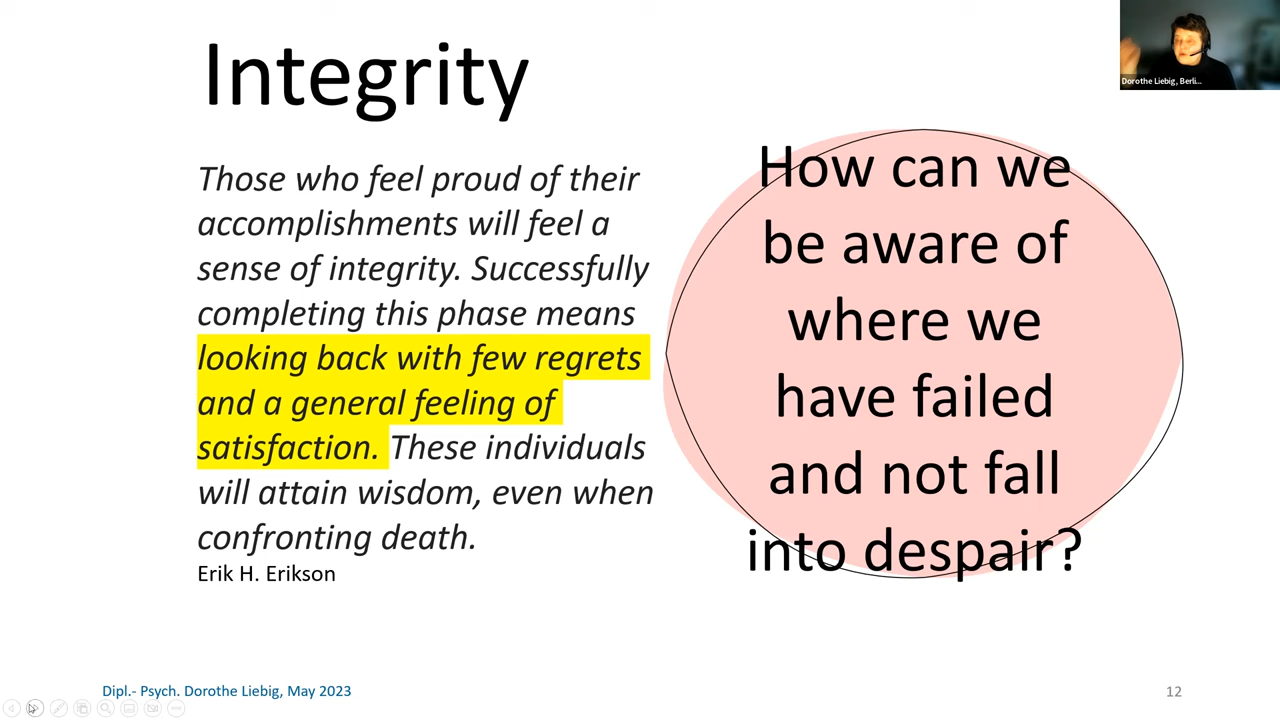 Integrity
Dorothe Liebig, Berli...
Those who feel proud of their
accomplishments will feel a
sense of integrity. Successfully
completing this phase means
looking back with few regrets
and a general feeling of
satisfaction. These individuals
will attain wisdom, even when
confronting death.
Erik H. Erikson
How can we
be aware of
where we
have failed
and not fall
into despair?
Dipl.- Psych. Dorothe Liebig, May 2023
12